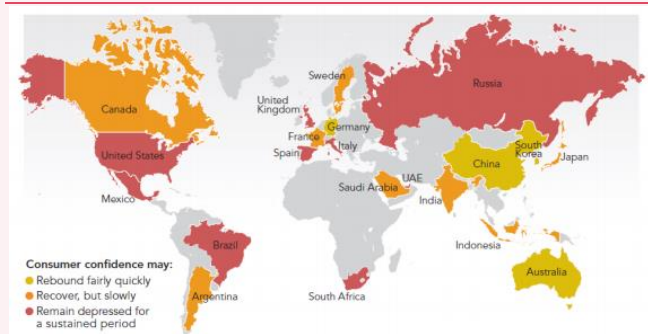 Sweden
Russia
Canada
United
Kingdom
Germany
France
United States
Spain
Italy
China
South
Korea
Japan
UAE
Mexico
Saudi Arabia
India
Indonesia
Brazil
Australia
Consumer confidence may:
Rebound fairly quickly
Recover, but slowly
Argentina
South Africa
Remain depressed for
a sustained period